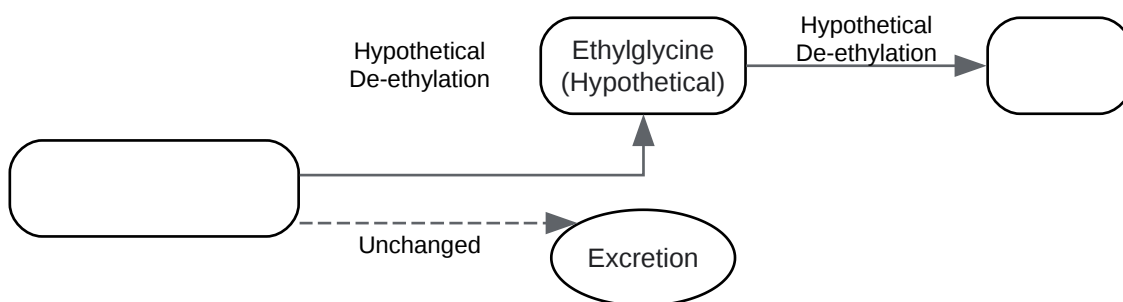 Hypothetical
De-ethylation
Ethylglycine
(Hypothetical)
Hypothetical
De-ethylation
Unchanged
Excretion